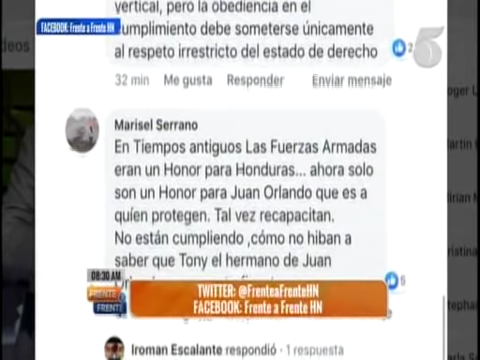 FACEBOOK: Frente a Frente HN
vertical, pero la obediencia en el
cumplimiento debe someterse únicamente
al respeto irrestricto del estado de derecho
2
5
32 min Me gusta Responder Enviar mensaje
Marisel Serrano
En Tiempos antiguos Las Fuerzas Armadas
eran un Honor para Honduras... ahora solo
son un Honor para Juan Orlando que es a
quíen protegen. Tal vez recapacitan.
No están cumpliendo ,cómo no hiban a
saber que Tony el hermano de Juan
5
08:30 AM
FRENTE
FRENTE
TWITTER: @FrenteaFrenteHN
FACEBOOK: Frente a Frente HN
Iroman Escalante respondió · 1 respuesta